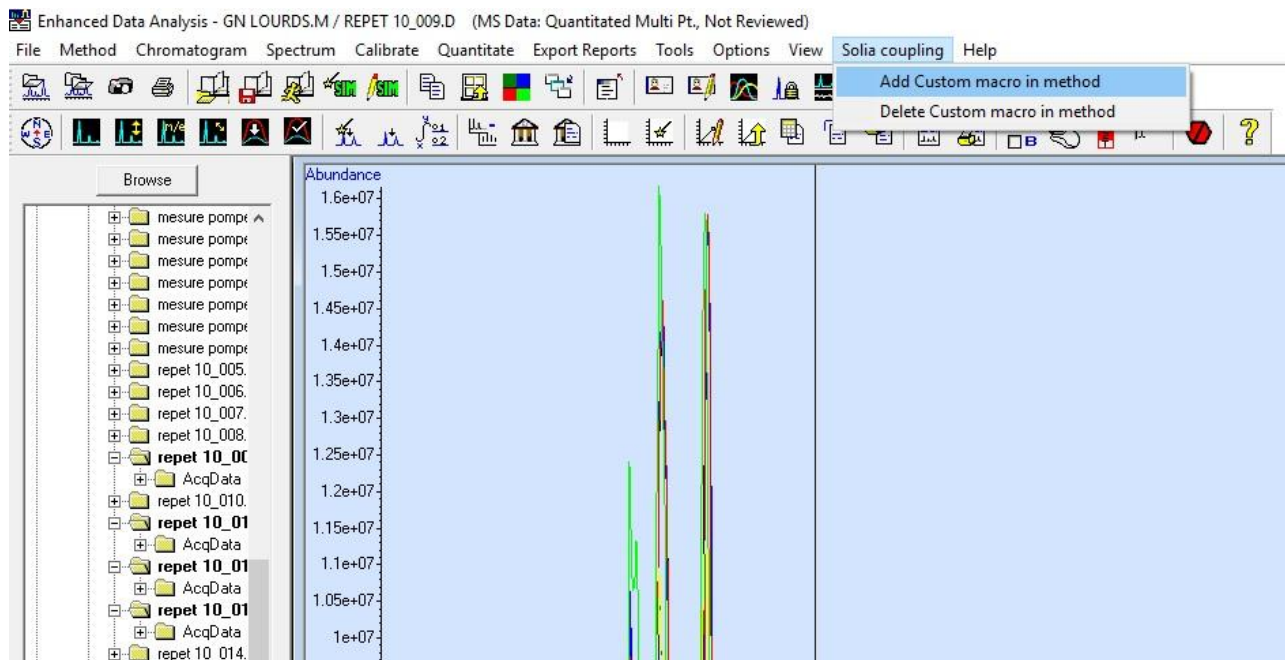 Enhanced Data Analysis - GN LOURDS.M / REPET 10_009.D (MS Data: Quantitated Multi Pt., Not Reviewed)
File Method Chromatogram Spectrum Calibrate Quantitate Export Reports Tools Options View Solia coupling Help
Add Custom macro in method
Delete Custom macro in method
Browse
mesure pompe
mesure pompe
mesure pompe
mesure pompe
mesure pompe
mesure pompe
mesure pompe
repet 10_005.
repet 10_006.
repet 10_007.
repet 10_008.
repet 10_00
AcqData
repet 10_010.
repet 10_01
AcqData
repet 10_01
AcqData
repet 10_01
AcqData
repet 10_014.
Abundance
1.6e+07
1.55e+07
1.5e+07
1.45e+07
1.4e+07
1.35e+07
1.3e+07
1.25e+07
1.2e+07
1.15e+07
1.1e+07
1.05e+07
1e+07